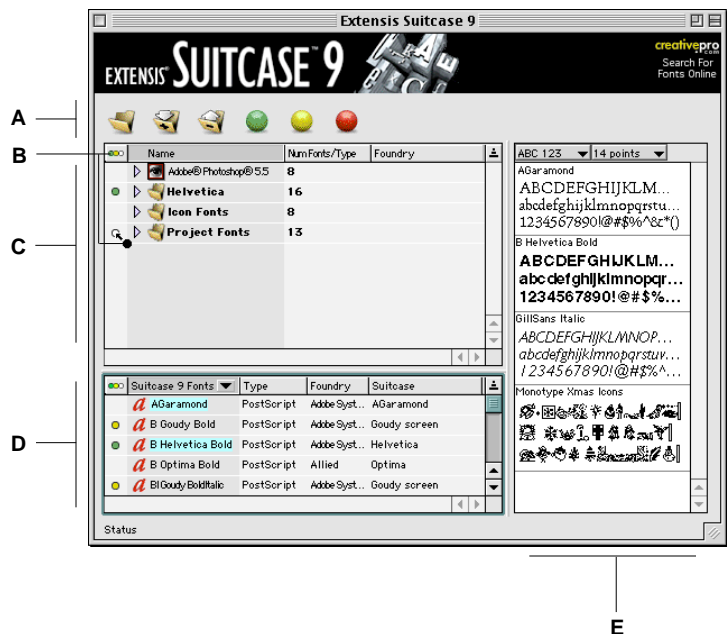 Extensis Suitcase 9
EXTENSIS® SUITCASE™ 9
creativepro
.com
Search For
Fonts Online
A
B
Name Num Fonts/Type Foundry
Adobe® Photoshop® 5.5 8
Helvetica 16
Icon Fonts 8
Project Fonts 13
C
ABC 123 14 points
AGaramond
ABCDEFGHIJKLM...
abcdefghijklmnopqrstu...
1234567890!@#$%^&*()
B Helvetica Bold
ABCDEFGHIJKLM...
abcdefghijklmnopqr...
1234567890!@#$%...
GillSans Italic
ABCDEFGHIJKLMNOP...
abcdefghijklmnopqrstuv...
1234567890!@#$%^...
Monotype Xmas Icons
Suitcase 9 Fonts Type Foundry Suitcase
a AGaramond PostScript Adobe Syst... AGaramond
a B Goudy Bold PostScript Adobe Syst... Goudy screen
a B Helvetica Bold PostScript Adobe Syst... Helvetica
a B Optima Bold PostScript Allied Optima
a BI Goudy BoldItalic PostScript Adobe Syst... Goudy screen
D
Status
E